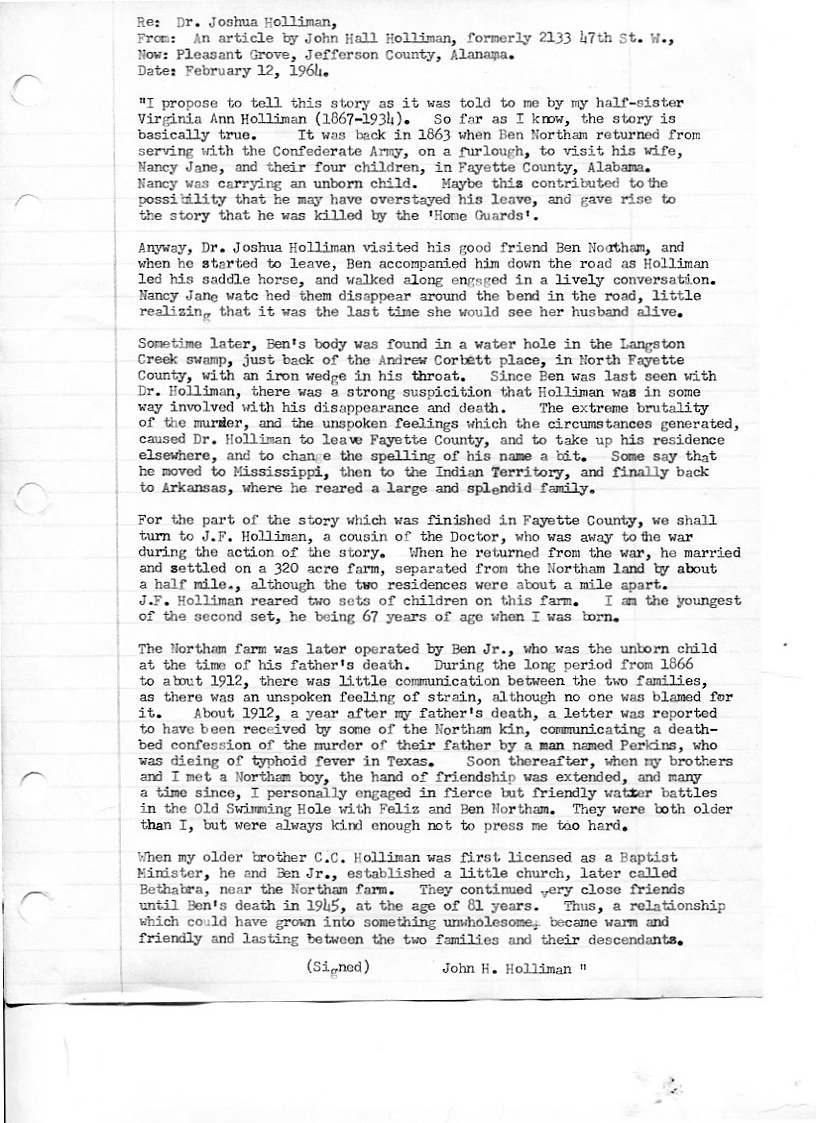 Re: Dr. Joshua Holliman,
From: An article by John Hall Holliman, formerly 2133 47th St. W.,
Now: Pleasant Grove, Jefferson County, Alanama.
Date: February 12, 1964.
"I propose to tell this story as it was told to me by my half-sister
Virginia Ann Holliman (1867-1934). So far as I know, the story is
basically true. It was back in 1863 when Ben Northam returned from
serving with the Confederate Army, on a furlough, to visit his wife,
Nancy Jane, and their four children, in Fayette County, Alabama.
Nancy was carrying an unborn child. Maybe this contributed to the
possibility that he may have overstayed his leave, and gave rise to
the story that he was killed by the 'Home Guards'.
Anyway, Dr. Joshua Holliman visited his good friend Ben Northam, and
when he started to leave, Ben accompanied him down the road as Holliman
led his saddle horse, and walked along engsged in a lively conversation.
Nancy Jane watc hed them disappear around the bend in the road, little
realizing that it was the last time she would see her husband alive.
Sometime later, Ben's body was found in a water hole in the Langston
Creek swamp, just back of the Andrew Corbett place, in North Fayette
County, with an iron wedge in his throat. Since Ben was last seen with
Dr. Holliman, there was a strong suspicition that Holliman was in some
way involved with his disappearance and death. The extreme brutality
of the murder, and the unspoken feelings which the circumstances generated,
caused Dr. Holliman to leave Fayette County, and to take up his residence
elsewhere, and to change the spelling of his name a bit. Some say that
he moved to Mississippi, then to the Indian Territory, and finally back
to Arkansas, where he reared a large and splendid family.
For the part of the story which was finished in Fayette County, we shall
turn to J.F. Holliman, a cousin of the Doctor, who was away to the war
during the action of the story. When he returned from the war, he married
and settled on a 320 acre farm, separated from the Northam land by about
a half mile., although the two residences were about a mile apart.
J.F. Holliman reared two sets of children on this farm. I am the youngest
of the second set, he being 67 years of age when I was born.
The Northam farm was later operated by Ben Jr., who was the unborn child
at the time of his father's death. During the long period from 1866
to about 1912, there was little communication between the two families,
as there was an unspoken feeling of strain, although no one was blamed for
it. About 1912, a year after my father's death, a letter was reported
to have been received by some of the Northam kin, communicating a death-
bed confession of the murder of their father by a man named Perkins, who
was dieing of typhoid fever in Texas. Soon thereafter, when my brothers
and I met a Northam boy, the hand of friendship was extended, and many
a time since, I personally engaged in fierce but friendly watter battles
in the Old Swimming Hole with Feliz and Ben Northam. They were both older
than I, but were always kind enough not to press me too hard.
When my older brother C.C. Holliman was first licensed as a Baptist
Minister, he and Ben Jr., established a little church, later called
Bethabra, near the Northam farm. They continued very close friends
until Ben's death in 1945, at the age of 81 years. Thus, a relationship
which could have grown into something unwholesome, became warm and
friendly and lasting between the two families and their descendants.
(Signed) John H. Holliman "